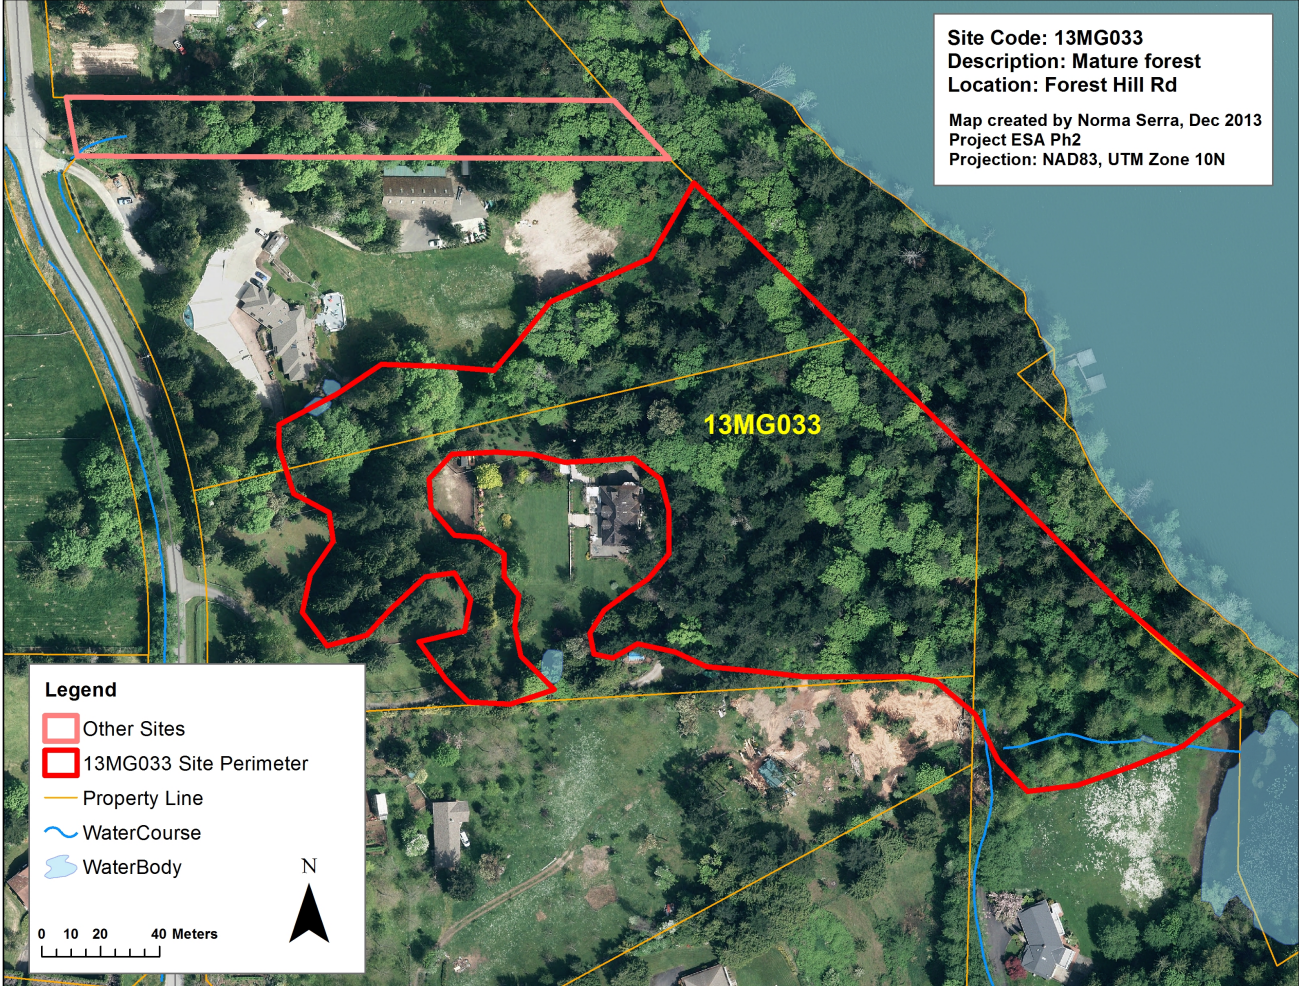 Site Code: 13MG033
Description: Mature forest
Location: Forest Hill Rd
Map created by Norma Serra, Dec 2013
Project ESA Ph2
Projection: NAD83, UTM Zone 10N
13MG033
Legend
Other Sites
13MG033 Site Perimeter
Property Line
WaterCourse
WaterBody
N
0 10 20 40 Meters